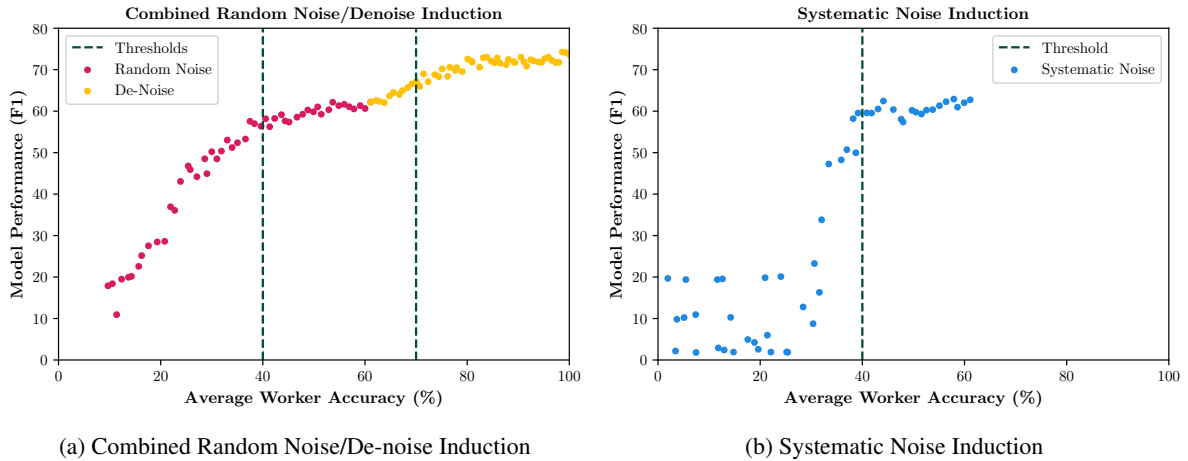 Combined Random Noise/Denoise Induction
80
70
60
50
40
30
20
10
0
Model Performance (F1)
Thresholds
Random Noise
De-Noise
0 20 40 60 80 100
Average Worker Accuracy (%)
(a) Combined Random Noise/De-noise Induction
Systematic Noise Induction
80
70
60
50
40
30
20
10
0
Model Performance (F1)
Threshold
Systematic Noise
0 20 40 60 80 100
Average Worker Accuracy (%)
(b) Systematic Noise Induction